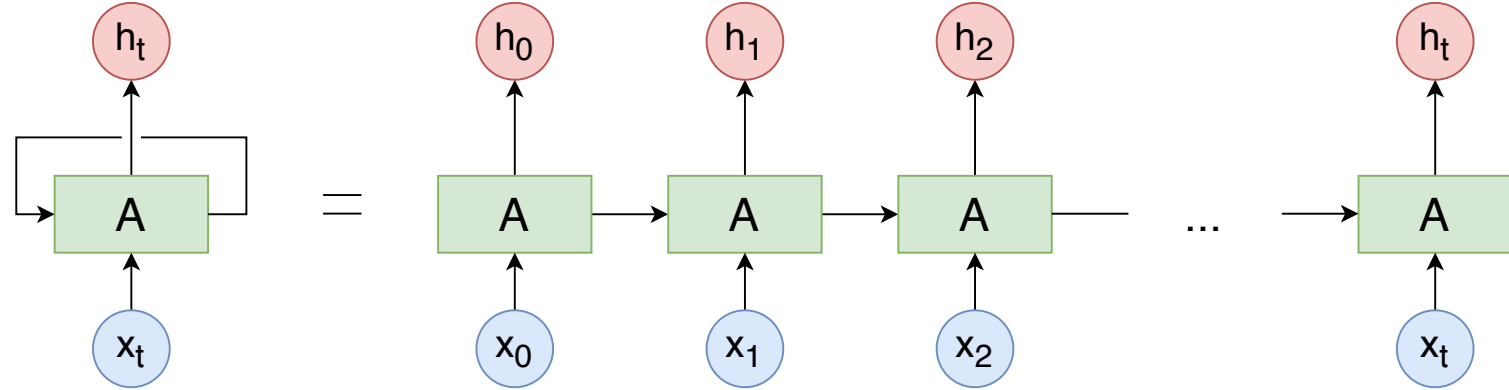 h_t h_0 h_1 h_2 h_t
A = A A A ... A
x_t x_0 x_1 x_2 x_t